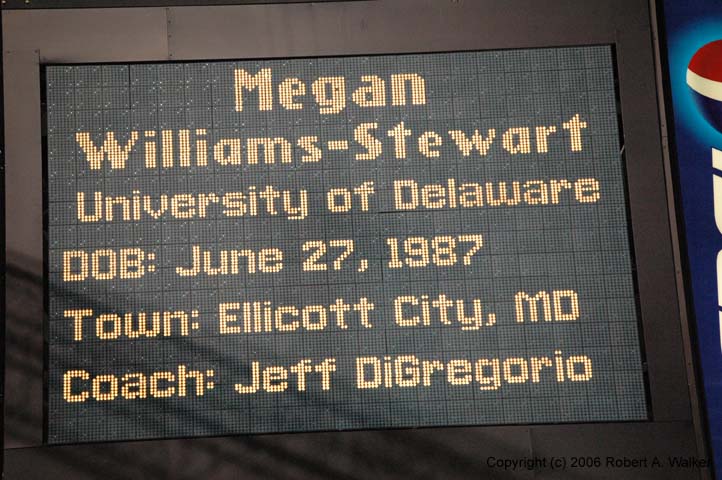 Megan
Williams-Stewart
University of Delaware
DOB: June 27, 1987
Town: Ellicott City, MD
Coach: Jeff DiGregorio
Copyright (c) 2006 Robert A. Walker